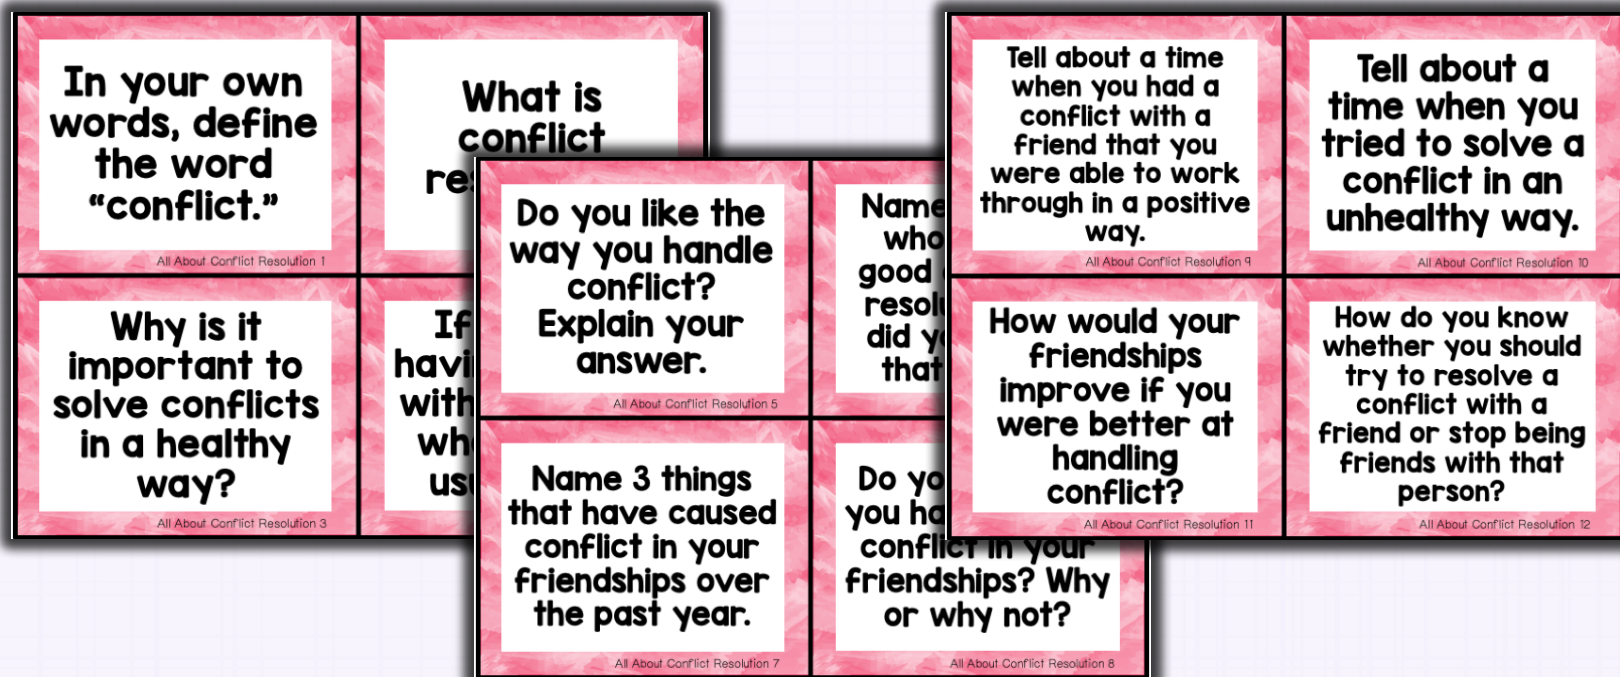 In your own
words, define
the word
“conflict.”
All About Conflict Resolution 1
What is
conflict
Why is it
important to
solve conflicts
in a healthy
way?
All About Conflict Resolution 3
If
Do you like the
way you handle
conflict?
Explain your
answer.
All About Conflict Resolution 5
Name
who
good
did
that
Name 3 things
that have caused
conflict in your
friendships over
the past year.
All About Conflict Resolution 7
Do
you
conflict in your
friendships? Why
or why not?
All About Conflict Resolution 8
Tell about a time
when you had a
conflict with a
friend that you
were able to work
through in a positive
way.
All About Conflict Resolution 9
Tell about a
time when you
tried to solve a
conflict in an
unhealthy way.
All About Conflict Resolution 10
How would your
friendships
improve if you
were better at
handling
conflict?
All About Conflict Resolution 11
How do you know
whether you should
try to resolve a
conflict with a
friend or stop being
friends with that
person?
All About Conflict Resolution 12